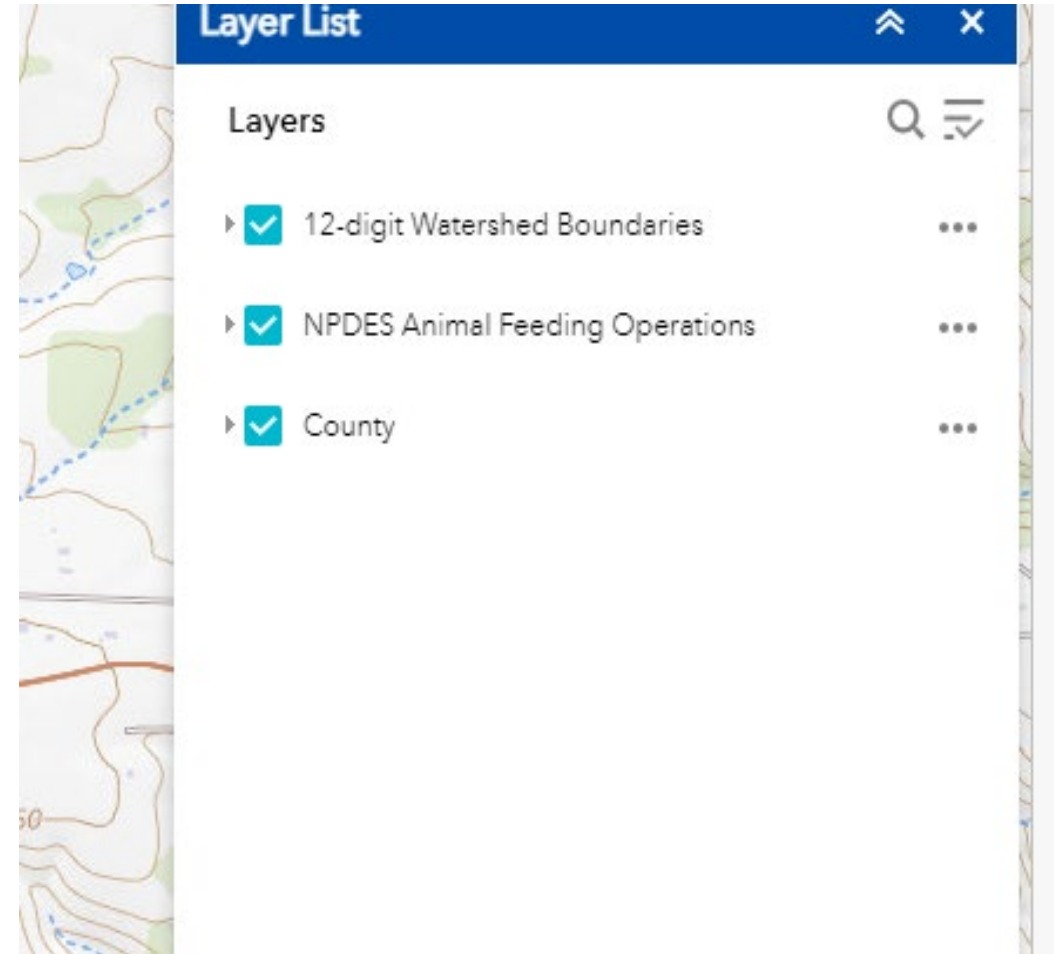 Layer List
Layers
12-digit Watershed Boundaries
NPDES Animal Feeding Operations
County